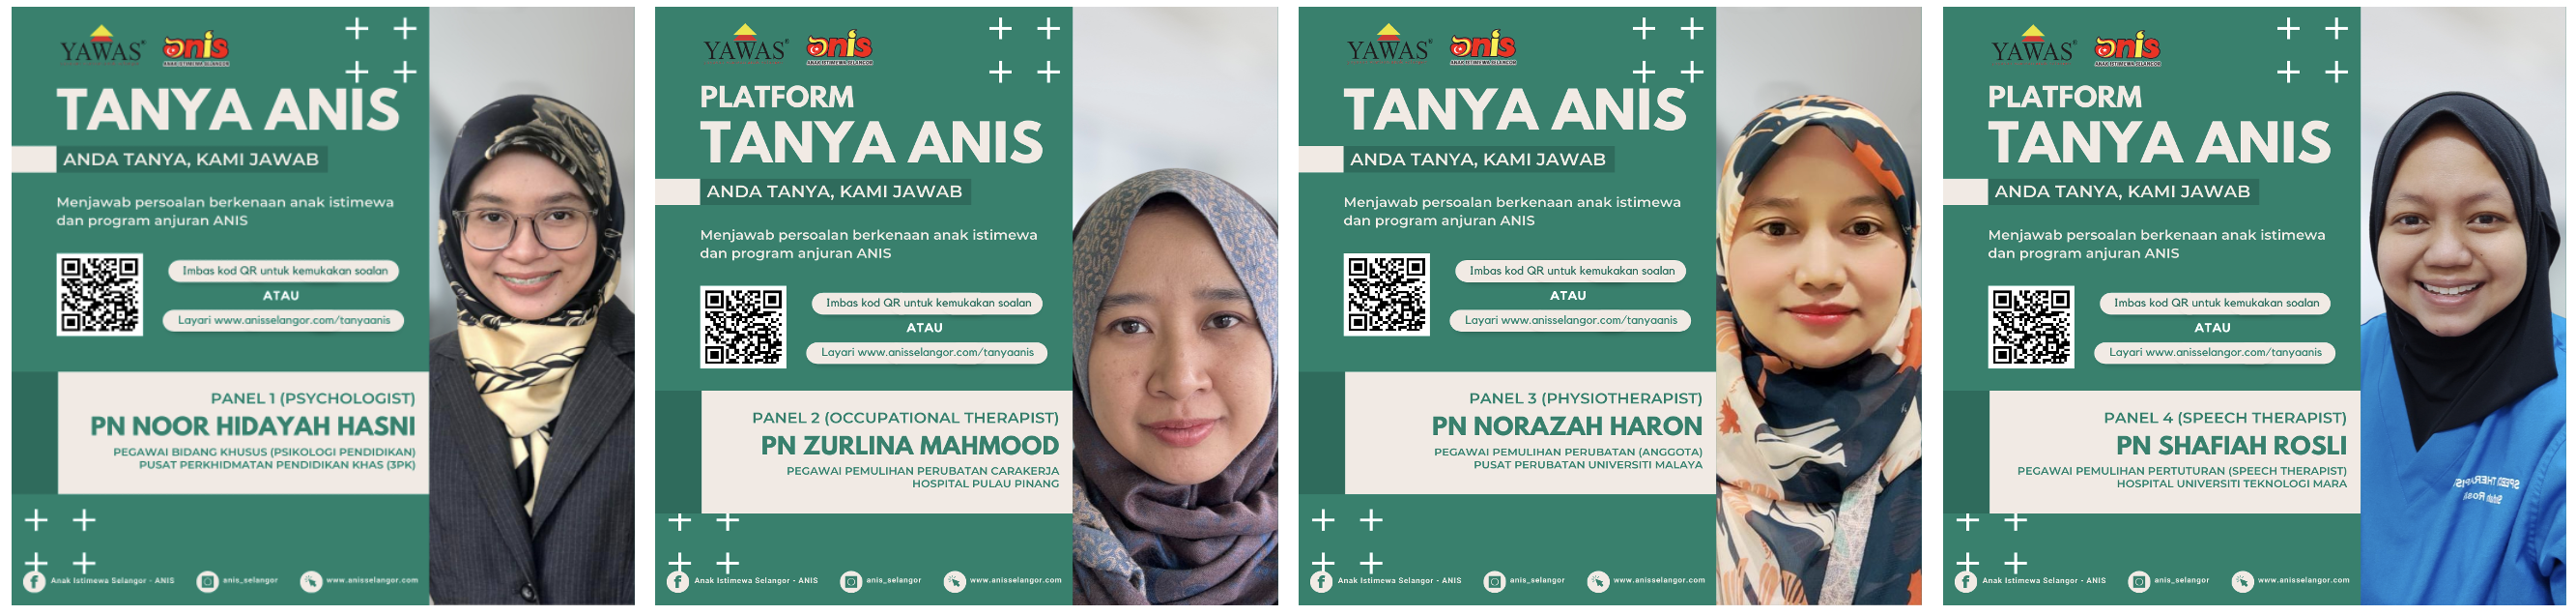 YAWAS
anis
ANAK ISTIMEWA SELANGOR
TANYA ANIS
ANDA TANYA, KAMI JAWAB
Menjawab persoalan berkenaan anak istimewa
dan program anjuran ANIS
Imbas kod QR untuk kemukakan soalan
ATAU
Layari www.anisselangor.com/tanyaanis
PANEL 1 (PSYCHOLOGIST)
PN NOOR HIDAYAH HASNI
PEGAWAI BIDANG KHUSUS (PSIKOLOGI PENDIDIKAN)
PUSAT PERKHIDMATAN PENDIDIKAN KHAS (3PK)
Anak Istimewa Selangor - ANIS
anis_selangor
www.anisselangor.com
YAWAS
anis
ANAK ISTIMEWA SELANGOR
PLATFORM
TANYA ANIS
ANDA TANYA, KAMI JAWAB
Menjawab persoalan berkenaan anak istimewa
dan program anjuran ANIS
Imbas kod QR untuk kemukakan soalan
ATAU
Layari www.anisselangor.com/tanyaanis
PANEL 2 (OCCUPATIONAL THERAPIST)
PN ZURLINA MAHMOOD
PEGAWAI PEMULIHAN PERUBATAN CARAKERJA
HOSPITAL PULAU PINANG
Anak Istimewa Selangor - ANIS
anis_selangor
www.anisselangor.com
YAWAS
anis
ANAK ISTIMEWA SELANGOR
TANYA ANIS
ANDA TANYA, KAMI JAWAB
Menjawab persoalan berkenaan anak istimewa
dan program anjuran ANIS
Imbas kod QR untuk kemukakan soalan
ATAU
Layari www.anisselangor.com/tanyaanis
PANEL 3 (PHYSIOTHERAPIST)
PN NORAZAH HARON
PEGAWAI PEMULIHAN PERUBATAN (ANGGOTA)
PUSAT PERUBATAN UNIVERSITI MALAYA
Anak Istimewa Selangor - ANIS
anis_selangor
www.anisselangor.com
YAWAS
anis
ANAK ISTIMEWA SELANGOR
PLATFORM
TANYA ANIS
ANDA TANYA, KAMI JAWAB
Menjawab persoalan berkenaan anak istimewa
dan program anjuran ANIS
Imbas kod QR untuk kemukakan soalan
ATAU
Layari www.anisselangor.com/tanyaanis
PANEL 4 (SPEECH THERAPIST)
PN SHAFIAH ROSLI
PEGAWAI PEMULIHAN PERTUTURAN (SPEECH THERAPIST)
HOSPITAL UNIVERSITI TEKNOLOGI MARA
Anak Istimewa Selangor - ANIS
anis_selangor
www.anisselangor.com